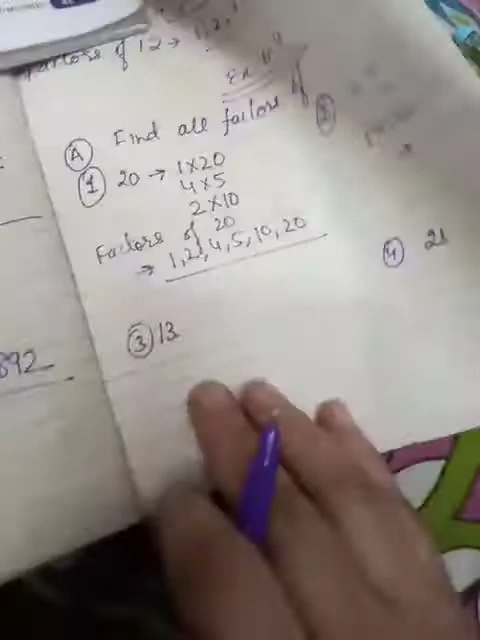 Factors of 12 →
Ex
A Find all factors of
1 20 → 1×20
4×5
2×10
Factors of 20
→ 1,2,4,5,10,20
3 13
4 21
892